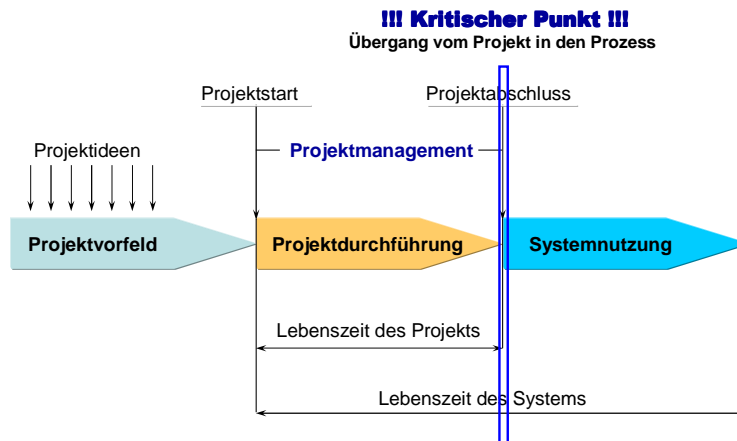 !!! Kritischer Punkt !!!
Übergang vom Projekt in den Prozess
Projektstart
Projektabschluss
Projektideen
Projektmanagement
Projektvorfeld
Projektdurchführung
Systemnutzung
Lebenszeit des Projekts
Lebenszeit des Systems